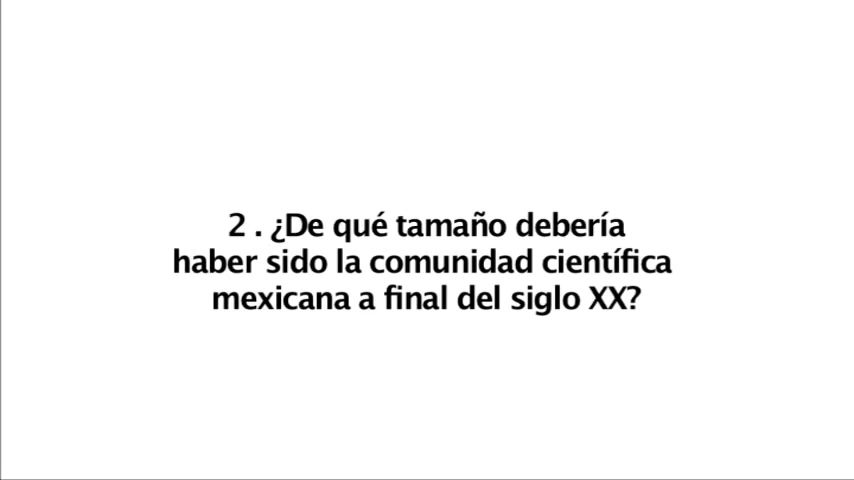 2 . ¿De qué tamaño debería
haber sido la comunidad científica
mexicana a final del siglo XX?